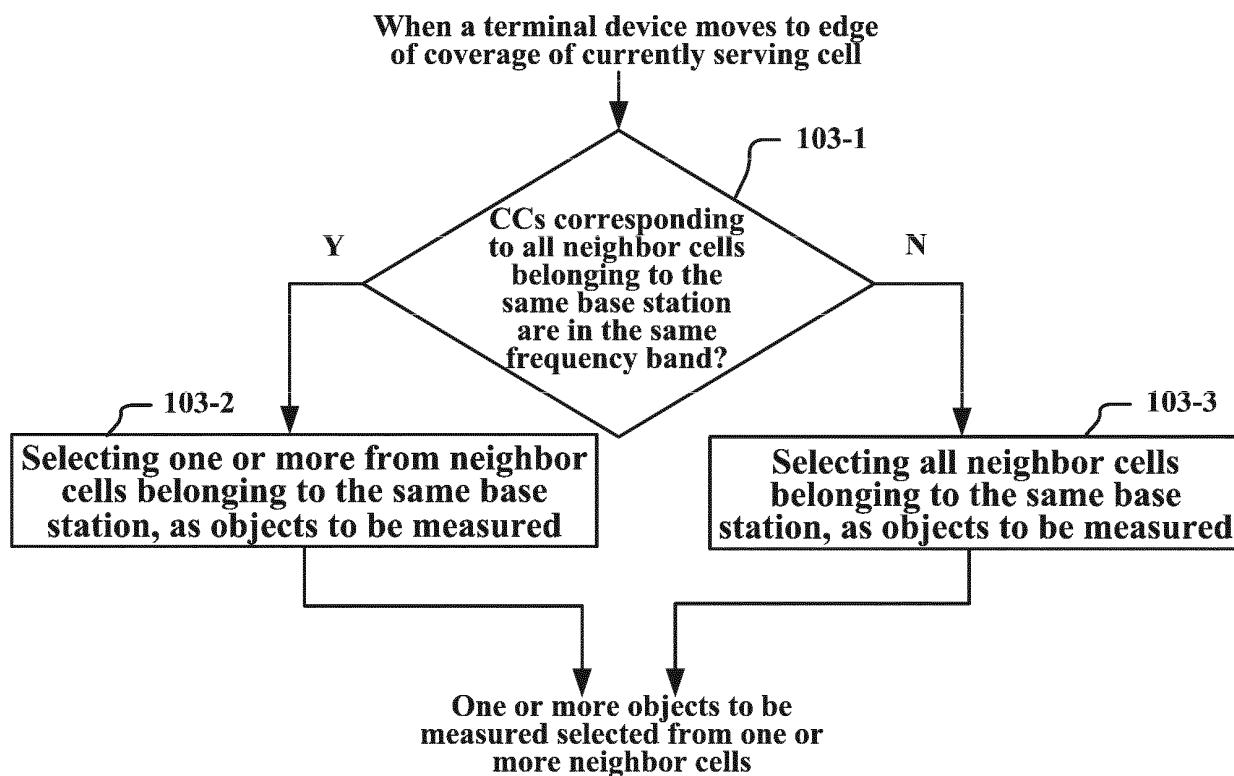 When a terminal device moves to edge
of coverage of currently serving cell
103-1
CCs corresponding
to all neighbor cells
belonging to the
same base station
are in the same
frequency band?
Y
N
103-2
Selecting one or more from neighbor
cells belonging to the same base
station, as objects to be measured
103-3
Selecting all neighbor cells
belonging to the same base
station, as objects to be measured
One or more objects to be
measured selected from one or
more neighbor cells